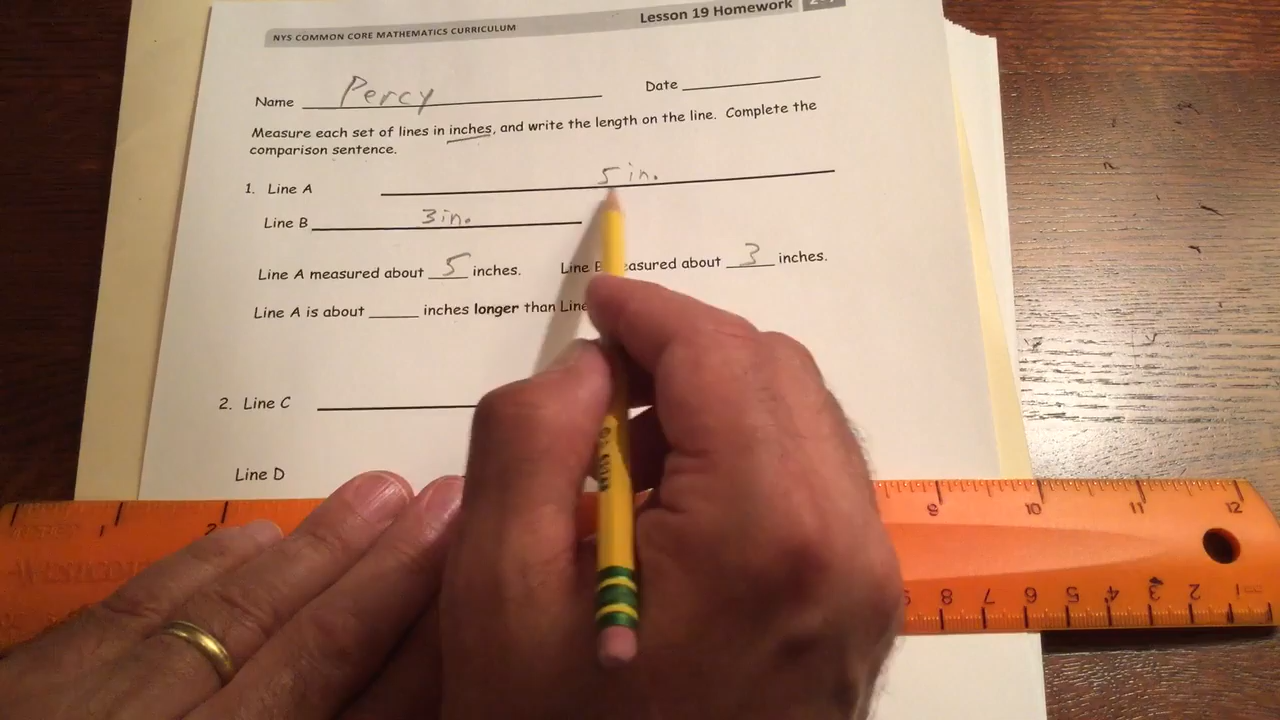 NYS COMMON CORE MATHEMATICS CURRICULUM Lesson 19 Homework
Name Percy Date
Measure each set of lines in inches, and write the length on the line. Complete the
comparison sentence.
1. Line A 5 in.
Line B 3 in.
Line A measured about 5 inches. Line B measured about 3 inches.
Line A is about ______ inches longer than Line
2. Line C
Line D
1 2 9 10 11 12
8 7 6 5 4 3 2 1